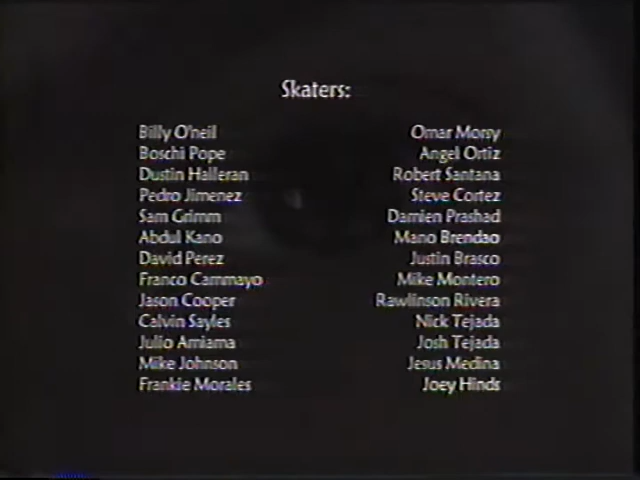 Skaters:
Billy O'neil
Boschi Pope
Dustin Halleran
Pedro Jimenez
Sam Grimm
Abdul Kano
David Perez
Franco Cammayo
Jason Cooper
Calvin Sayles
Julio Amiama
Mike Johnson
Frankie Morales
Omar Morsy
Angel Ortiz
Robert Santana
Steve Cortez
Damien Prashad
Mano Brendao
Justin Brasco
Mike Montero
Rawlinson Rivera
Nick Tejada
Josh Tejada
Jesus Medina
Joey Hinds